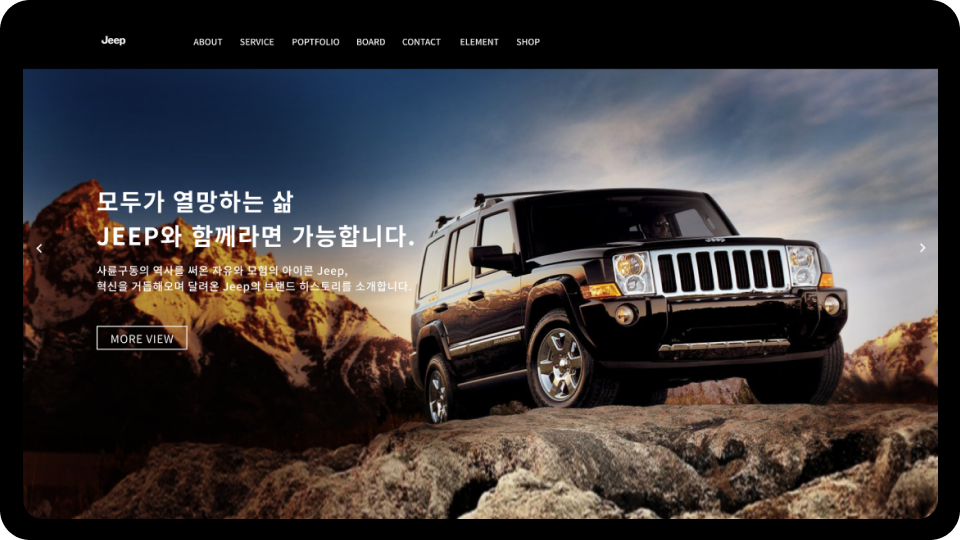 Jeep
ABOUT SERVICE POPTFOLIO BOARD CONTACT ELEMENT SHOP
모두가 열망하는 삶
JEEP와 함께라면 가능합니다.
사륜구동의 역사를 써온 자유와 모험의 아이콘 Jeep,
혁신을 거듭해오며 달려온 Jeep의 브랜드 히스토리를 소개합니다.
MORE VIEW
Jeep